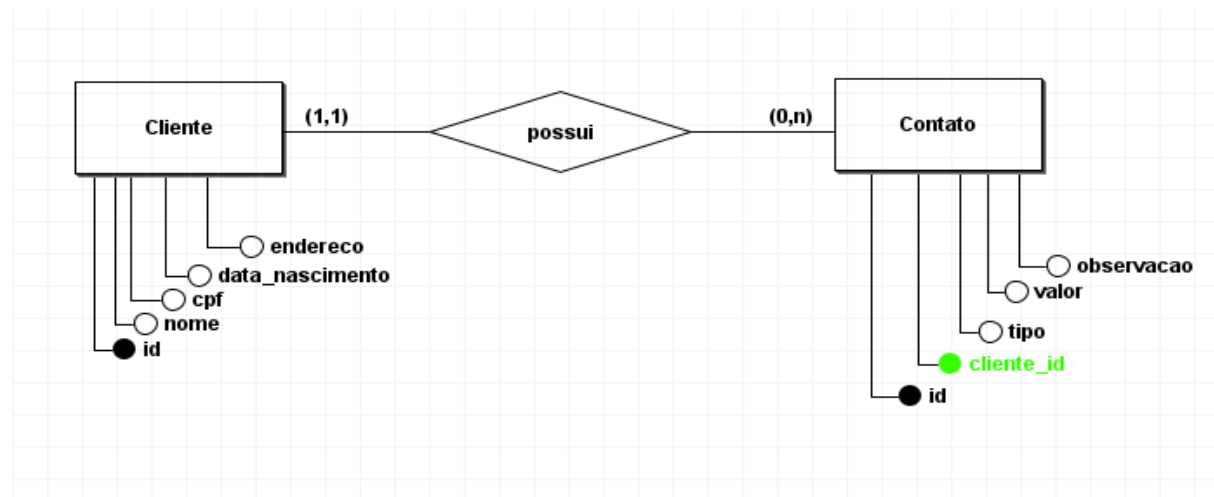 Cliente
(1,1)
possui
(0,n)
Contato
endereco
data_nascimento
cpf
nome
id
observacao
valor
tipo
cliente_id
id